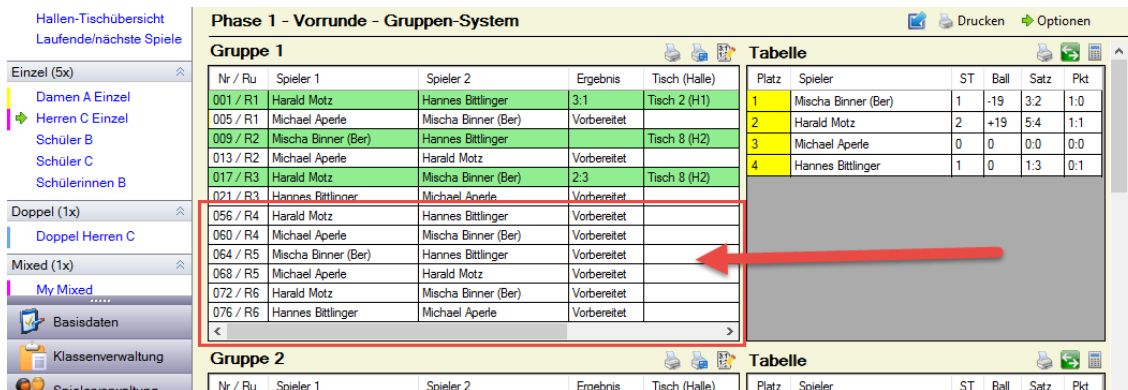 Hallen-Tischübersicht
Laufende/nächste Spiele
Einzel (5x)
Damen A Einzel
Herren C Einzel
Schüler B
Schüler C
Schülerinnen B
Doppel (1x)
Doppel Herren C
Mixed (1x)
My Mixed
Basisdaten
Klassenverwaltung
Spielerverwaltung
Phase 1 - Vorrunde - Gruppen-System
Drucken Optionen
Gruppe 1
Nr / Ru Spieler 1 Spieler 2 Ergebnis Tisch (Halle)
001 / R1 Harald Motz Hannes Bittlinger 3:1 Tisch 2 (H1)
005 / R1 Michael Aperle Mischa Binner (Ber) Vorbereitet
009 / R2 Mischa Binner (Ber) Hannes Bittlinger Tisch 8 (H2)
013 / R2 Michael Aperle Harald Motz Vorbereitet
017 / R3 Harald Motz Mischa Binner (Ber) 2:3 Tisch 8 (H2)
021 / R3 Hannes Bittlinger Michael Aperle Vorbereitet
056 / R4 Harald Motz Hannes Bittlinger Vorbereitet
060 / R4 Michael Aperle Mischa Binner (Ber) Vorbereitet
064 / R5 Mischa Binner (Ber) Hannes Bittlinger Vorbereitet
068 / R5 Michael Aperle Harald Motz Vorbereitet
072 / R6 Harald Motz Mischa Binner (Ber) Vorbereitet
076 / R6 Hannes Bittlinger Michael Aperle Vorbereitet
Tabelle
Platz Spieler ST Ball Satz Pkt
1 Mischa Binner (Ber) 1 -19 3:2 1:0
2 Harald Motz 2 +19 5:4 1:1
3 Michael Aperle 0 0 0:0 0:0
4 Hannes Bittlinger 1 0 1:3 0:1
Gruppe 2
Nr / Ru Spieler 1 Spieler 2 Ergebnis Tisch (Halle)
Tabelle
Platz Spieler ST Ball Satz Pkt